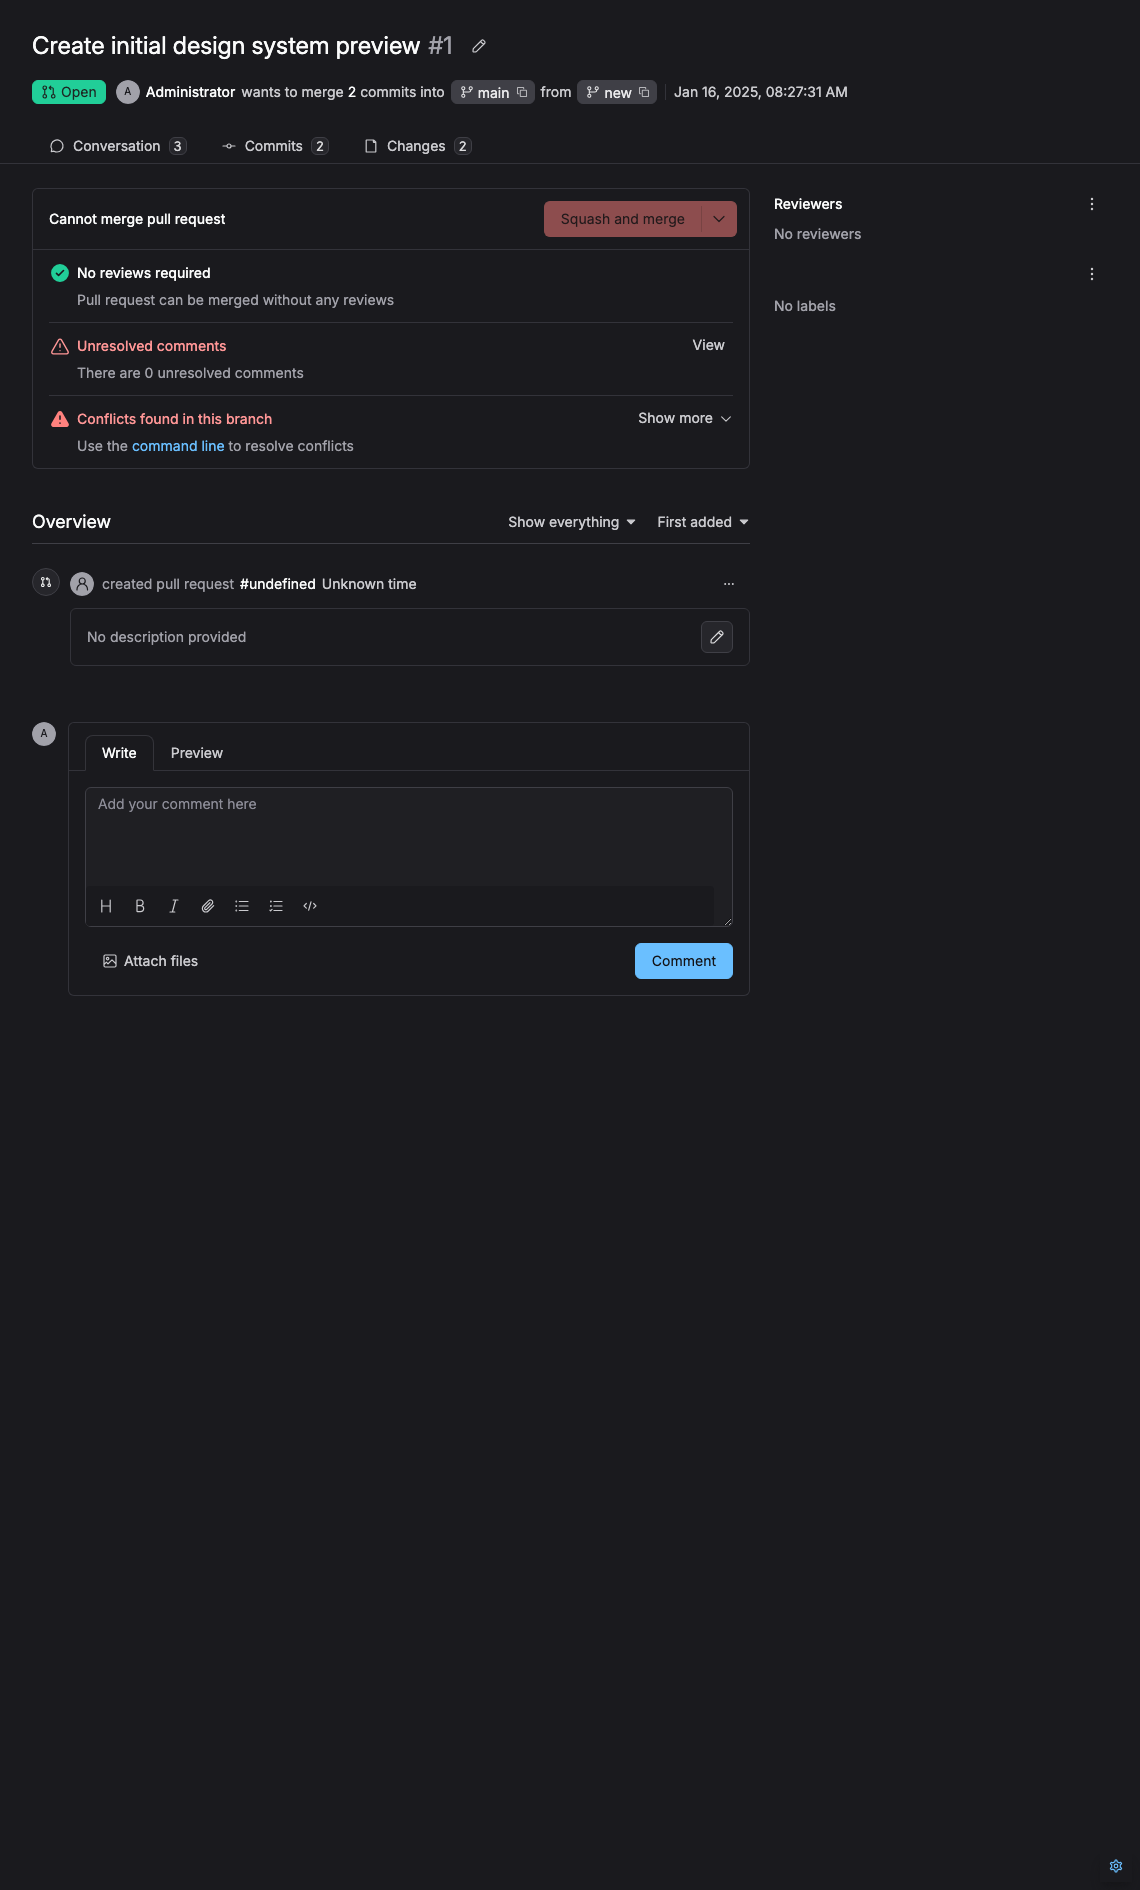 Create initial design system preview #1
Open A Administrator wants to merge 2 commits into main from new Jan 16, 2025, 08:27:31 AM
Conversation 3 Commits 2 Changes 2
Cannot merge pull request Squash and merge
No reviews required
Pull request can be merged without any reviews
Unresolved comments View
There are 0 unresolved comments
Conflicts found in this branch Show more
Use the command line to resolve conflicts
Reviewers
No reviewers
No labels
Overview Show everything First added
created pull request #undefined Unknown time
No description provided
A
Write Preview
Add your comment here
H B I
Attach files Comment